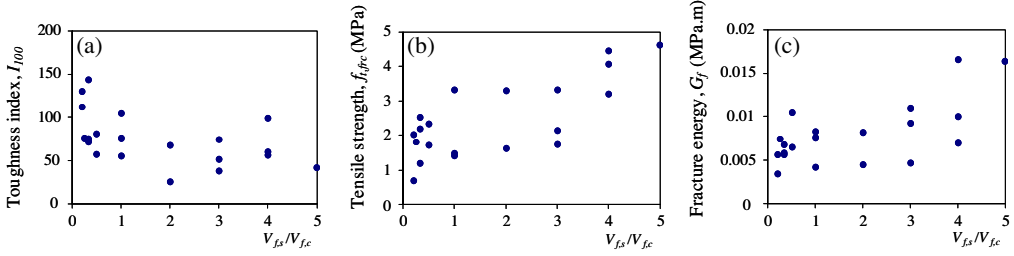 Toughness index, I100
200
150
100
50
0
(a)
0 1 2 3 4 5
Vf,s/Vf,c
Tensile strength, ft,frc (MPa)
5
4
3
2
1
0
(b)
0 1 2 3 4 5
Vf,s/Vf,c
Fracture energy, Gf (MPa.m)
0.02
0.015
0.01
0.005
0
(c)
0 1 2 3 4 5
Vf,s/Vf,c